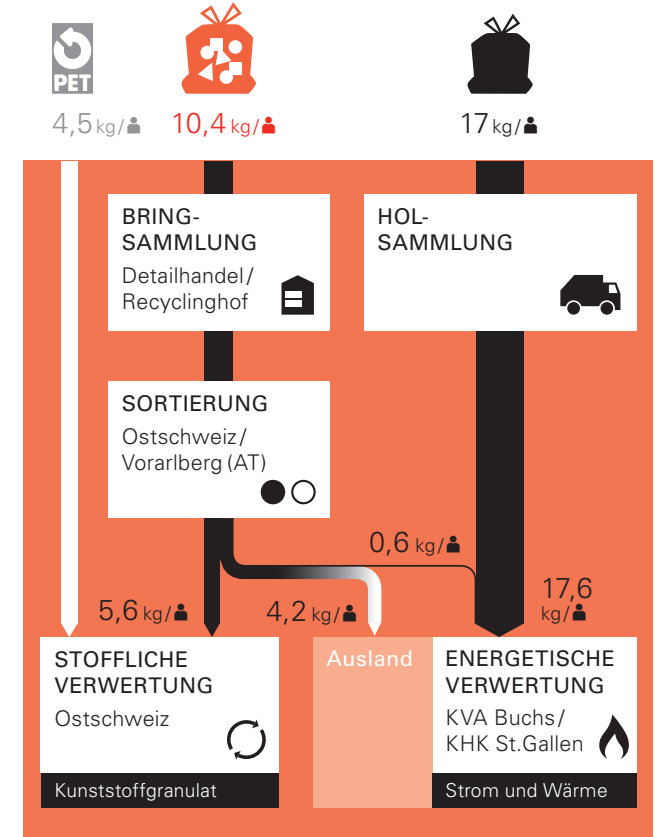 PET
4,5 kg/
10,4 kg/
17 kg/
BRING-
SAMMLUNG
Detailhandel/
Recyclinghof
HOL-
SAMMLUNG
SORTIERUNG
Ostschweiz/
Vorarlberg (AT)
0,6 kg/
5,6 kg/
4,2 kg/
17,6
kg/
STOFFLICHE
VERWERTUNG
Ostschweiz
Kunststoffgranulat
Ausland
ENERGETISCHE
VERWERTUNG
KVA Buchs/
KHK St.Gallen
Strom und Wärme